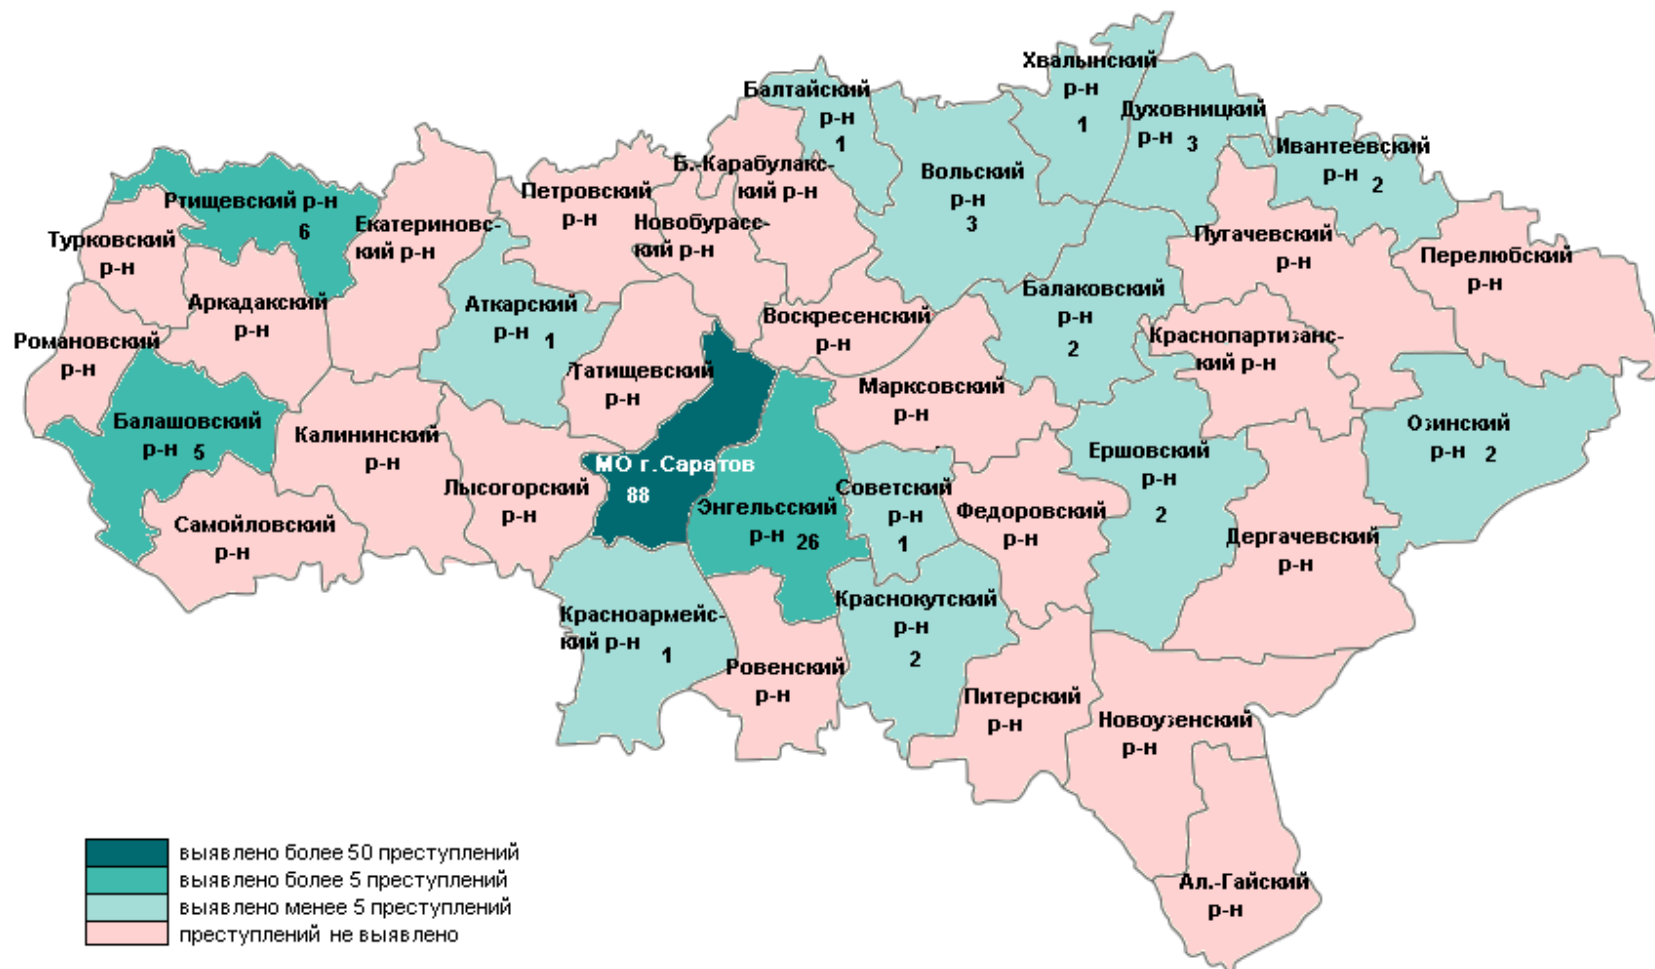 Хвалынский
р-н
1
Балтайский
р-н
1
Духовницкий
р-н 3
Ивантеевский
р-н 2
Б.-Карабулакс-
кий р-н
Вольский
р-н
3
Петровский
р-н
Ртищевский р-н
6
Екатериновс-
кий р-н
Новобурасс-
кий р-н
Турковский
р-н
Пугачевский
р-н
Перелюбский
р-н
Аркадакский
р-н
Аткарский
р-н 1
Балаковский
р-н
2
Воскресенский
р-н
Краснопартизанс-
кий р-н
Романовский
р-н
Татищевский
р-н
Марксовский
р-н
Балашовский
р-н 5
Калининский
р-н
Озинский
р-н 2
Ершовский
р-н
2
МО г.Саратов
88
Лысогорский
р-н
Советский
р-н
1
Энгельсский
р-н 26
Федоровский
р-н
Самойловский
р-н
Дергачевский
р-н
Красноармейс-
кий р-н 1
Краснокутский
р-н
2
Ровенский
р-н
Питерский
р-н
Новоузенский
р-н
Ал.-Гайский
р-н
выявлено более 50 преступлений
выявлено более 5 преступлений
выявлено менее 5 преступлений
преступлений не выявлено